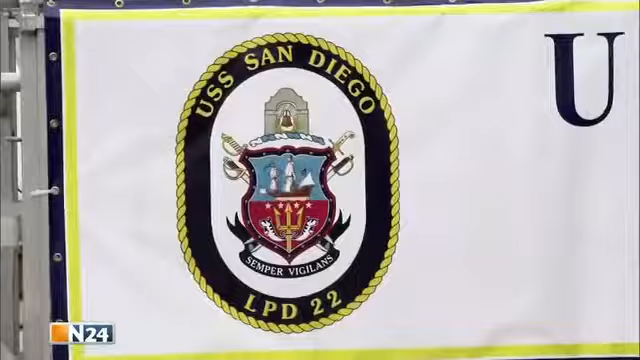 USS SAN DIEGO
U
SEMPER VIGILANS
LPD 22
N24